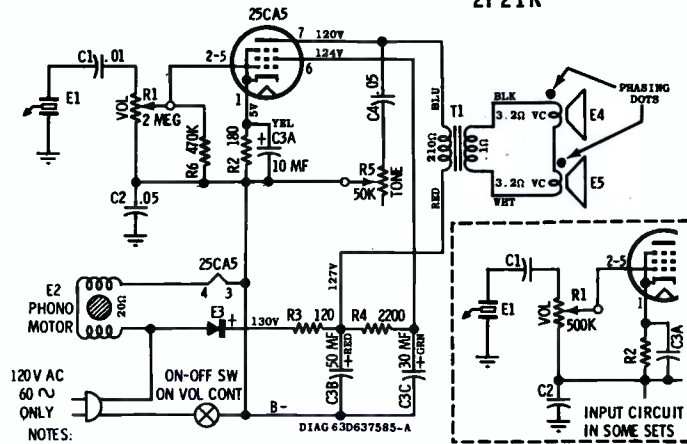 2F21R
25CA5
7 120V
124V
6
2-5
1
5V
C1 .01
E1
VOL
R1
2 MEG
R6 470K
R2 180
YEL
C3A
10 MF
C2 .05
C4 .05
R5
50K
TONE
BLU
210Ω
RED
T1
1Ω
BLK
3.2Ω VC
E4
PHASING
DOTS
3.2Ω VC
E5
WHT
25CA5
4 3
E2
PHONO
MOTOR
20Ω
E3
130V
R3 120
127V
R4 2200
C3B
50 MF
RED
C3C
30 MF
GRN
120V AC
60 ~
ONLY
ON-OFF SW
ON VOL CONT
B-
DIAG 63D637585-A
NOTES:
C1
E1
VOL
R1
500K
2-5
1
R2
C3A
C2
INPUT CIRCUIT
IN SOME SETS